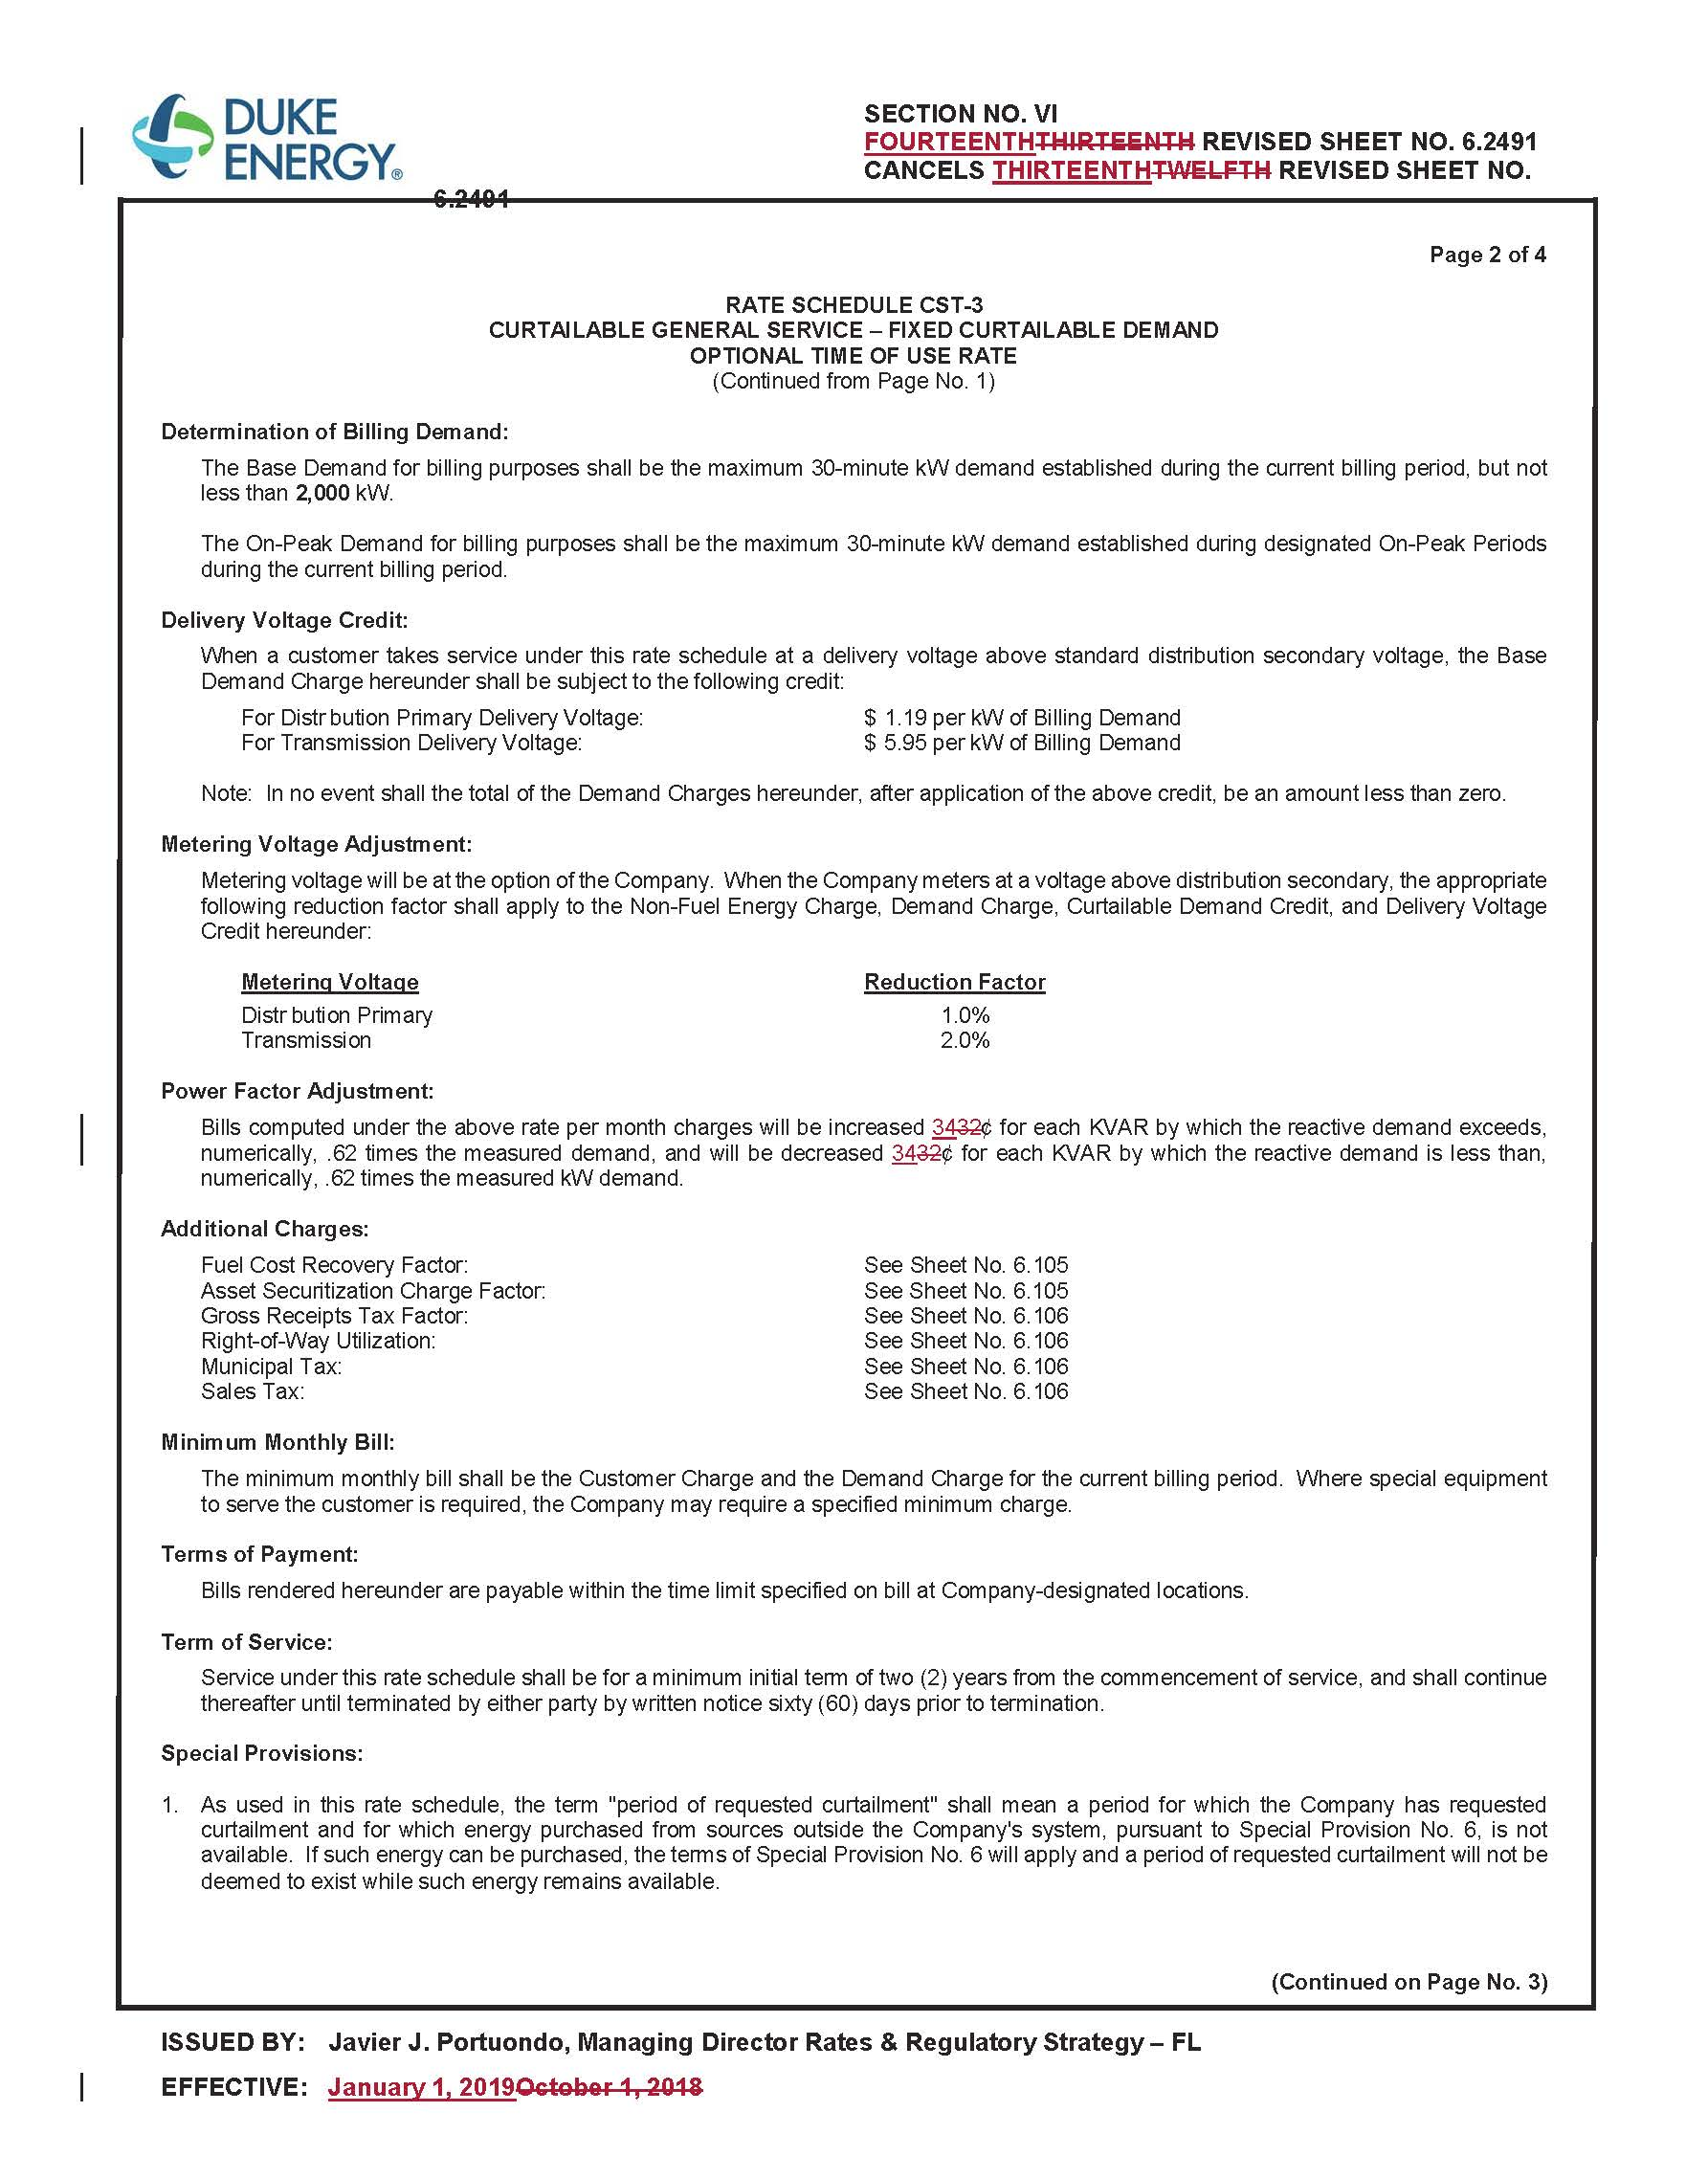 DUKE
ENERGY®
SECTION NO. VI
FOURTEENTHTHIRTEENTH REVISED SHEET NO. 6.2491
CANCELS THIRTEENTHTWELFTH REVISED SHEET NO.
6.2491
Page 2 of 4
RATE SCHEDULE CST-3
CURTAILABLE GENERAL SERVICE – FIXED CURTAILABLE DEMAND
OPTIONAL TIME OF USE RATE
(Continued from Page No. 1)
Determination of Billing Demand:
The Base Demand for billing purposes shall be the maximum 30-minute kW demand established during the current billing period, but not
less than 2,000 kW.
The On-Peak Demand for billing purposes shall be the maximum 30-minute kW demand established during designated On-Peak Periods
during the current billing period.
Delivery Voltage Credit:
When a customer takes service under this rate schedule at a delivery voltage above standard distribution secondary voltage, the Base
Demand Charge hereunder shall be subject to the following credit:
For Distr bution Primary Delivery Voltage: $ 1.19 per kW of Billing Demand
For Transmission Delivery Voltage: $ 5.95 per kW of Billing Demand
Note: In no event shall the total of the Demand Charges hereunder, after application of the above credit, be an amount less than zero.
Metering Voltage Adjustment:
Metering voltage will be at the option of the Company. When the Company meters at a voltage above distribution secondary, the appropriate
following reduction factor shall apply to the Non-Fuel Energy Charge, Demand Charge, Curtailable Demand Credit, and Delivery Voltage
Credit hereunder:
Metering Voltage Reduction Factor
Distr bution Primary 1.0%
Transmission 2.0%
Power Factor Adjustment:
Bills computed under the above rate per month charges will be increased 3432¢ for each KVAR by which the reactive demand exceeds,
numerically, .62 times the measured demand, and will be decreased 3432¢ for each KVAR by which the reactive demand is less than,
numerically, .62 times the measured kW demand.
Additional Charges:
Fuel Cost Recovery Factor: See Sheet No. 6.105
Asset Securitization Charge Factor: See Sheet No. 6.105
Gross Receipts Tax Factor: See Sheet No. 6.106
Right-of-Way Utilization: See Sheet No. 6.106
Municipal Tax: See Sheet No. 6.106
Sales Tax: See Sheet No. 6.106
Minimum Monthly Bill:
The minimum monthly bill shall be the Customer Charge and the Demand Charge for the current billing period. Where special equipment
to serve the customer is required, the Company may require a specified minimum charge.
Terms of Payment:
Bills rendered hereunder are payable within the time limit specified on bill at Company-designated locations.
Term of Service:
Service under this rate schedule shall be for a minimum initial term of two (2) years from the commencement of service, and shall continue
thereafter until terminated by either party by written notice sixty (60) days prior to termination.
Special Provisions:
1. As used in this rate schedule, the term "period of requested curtailment" shall mean a period for which the Company has requested
curtailment and for which energy purchased from sources outside the Company's system, pursuant to Special Provision No. 6, is not
available. If such energy can be purchased, the terms of Special Provision No. 6 will apply and a period of requested curtailment will not be
deemed to exist while such energy remains available.
(Continued on Page No. 3)
ISSUED BY: Javier J. Portuondo, Managing Director Rates & Regulatory Strategy – FL
EFFECTIVE: January 1, 2019October 1, 2018